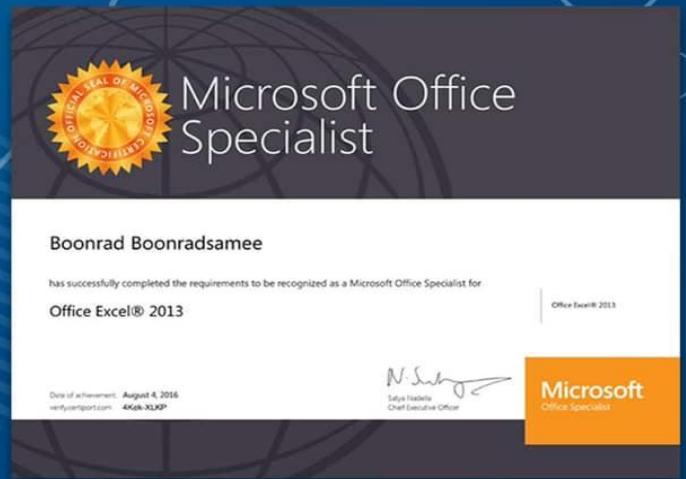 OFFICIAL SEAL OF MICROSOFT CERTIFICATION
Microsoft Office
Specialist
Boonrad Boonradsamee
has successfully completed the requirements to be recognized as a Microsoft Office Specialist for
Office Excel® 2013
Office Excel® 2013
Date of achievement: August 4, 2016
verify.certiport.com 4Kek-XLKP
Satya Nadella
Chief Executive Officer
Microsoft
Office Specialist